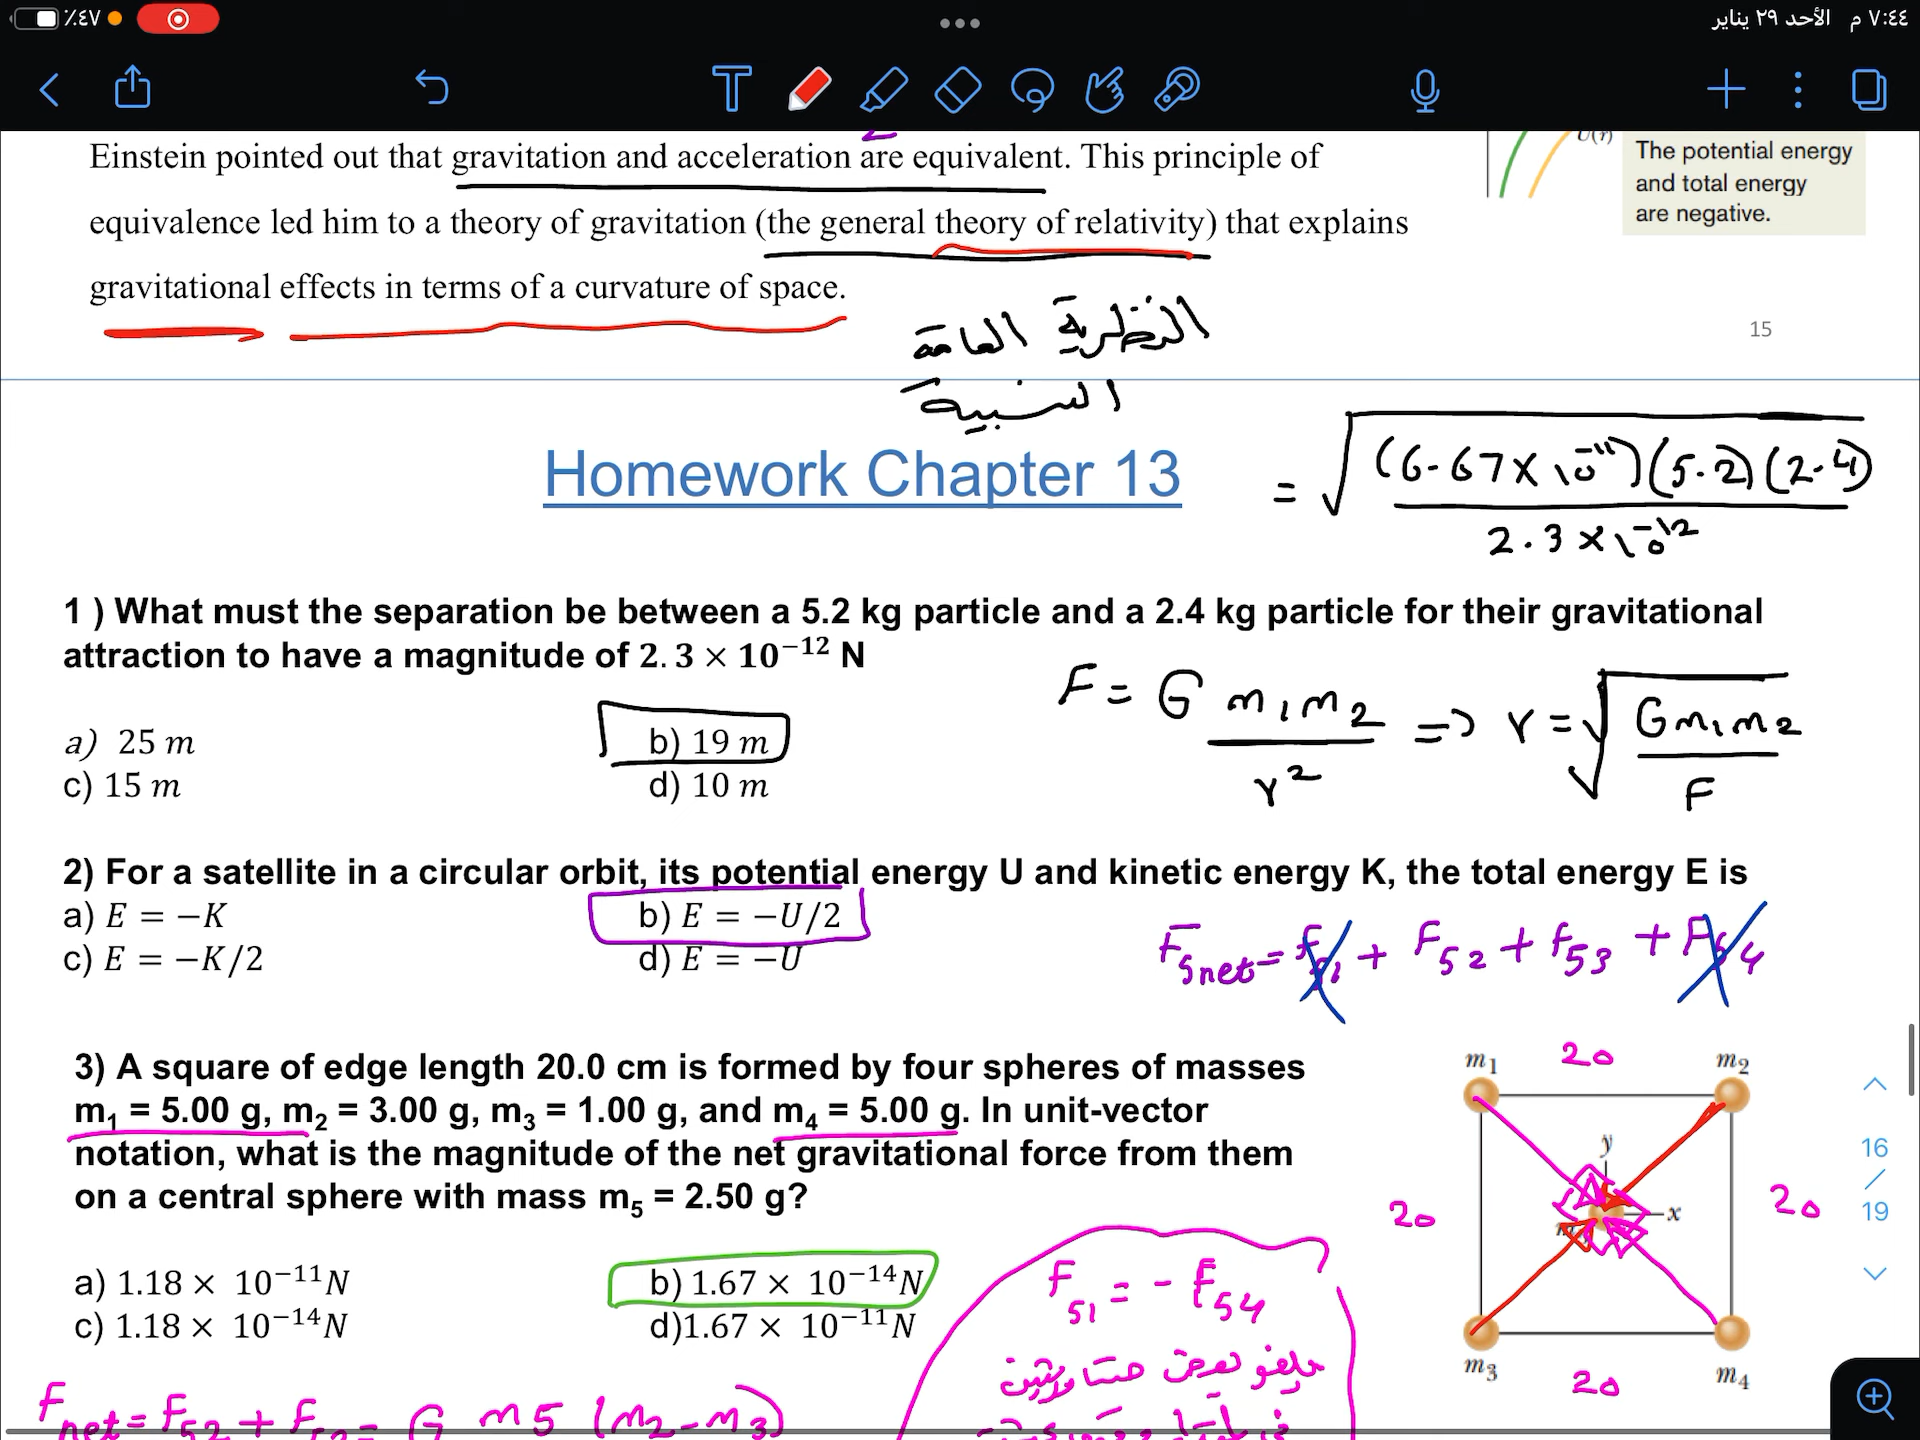 ٪٤٧
٧:٤٤ م الأحد ٢٩ يناير
Einstein pointed out that gravitation and acceleration are equivalent. This principle of
equivalence led him to a theory of gravitation (the general theory of relativity) that explains
gravitational effects in terms of a curvature of space.
U(r)
The potential energy
and total energy
are negative.
النظرية العامة
النسبية
15
Homework Chapter 13
= √((6.67×10⁻¹¹)(5.2)(2.4) / 2.3×10⁻¹²)
1 ) What must the separation be between a 5.2 kg particle and a 2.4 kg particle for their gravitational
attraction to have a magnitude of 2.3 × 10⁻¹² N
a) 25 m
b) 19 m
c) 15 m
d) 10 m
F = G m₁m₂ / r² ⇒ r = √(Gm₁m₂ / F)
2) For a satellite in a circular orbit, its potential energy U and kinetic energy K, the total energy E is
a) E = −K
b) E = −U/2
c) E = −K/2
d) E = −U
F₅net = F₅₁ + F₅₂ + F₅₃ + F₅₄
3) A square of edge length 20.0 cm is formed by four spheres of masses
m₁ = 5.00 g, m₂ = 3.00 g, m₃ = 1.00 g, and m₄ = 5.00 g. In unit-vector
notation, what is the magnitude of the net gravitational force from them
on a central sphere with mass m₅ = 2.50 g?
a) 1.18 × 10⁻¹¹N
b) 1.67 × 10⁻¹⁴N
c) 1.18 × 10⁻¹⁴N
d)1.67 × 10⁻¹¹N
m₁
20
m₂
y
x
20
20
m₃
20
m₄
16
/
19
F₅₁ = − F₅₄
Fnet = F₅₂ + F₅₃ = G m5 (m₂−m₃)